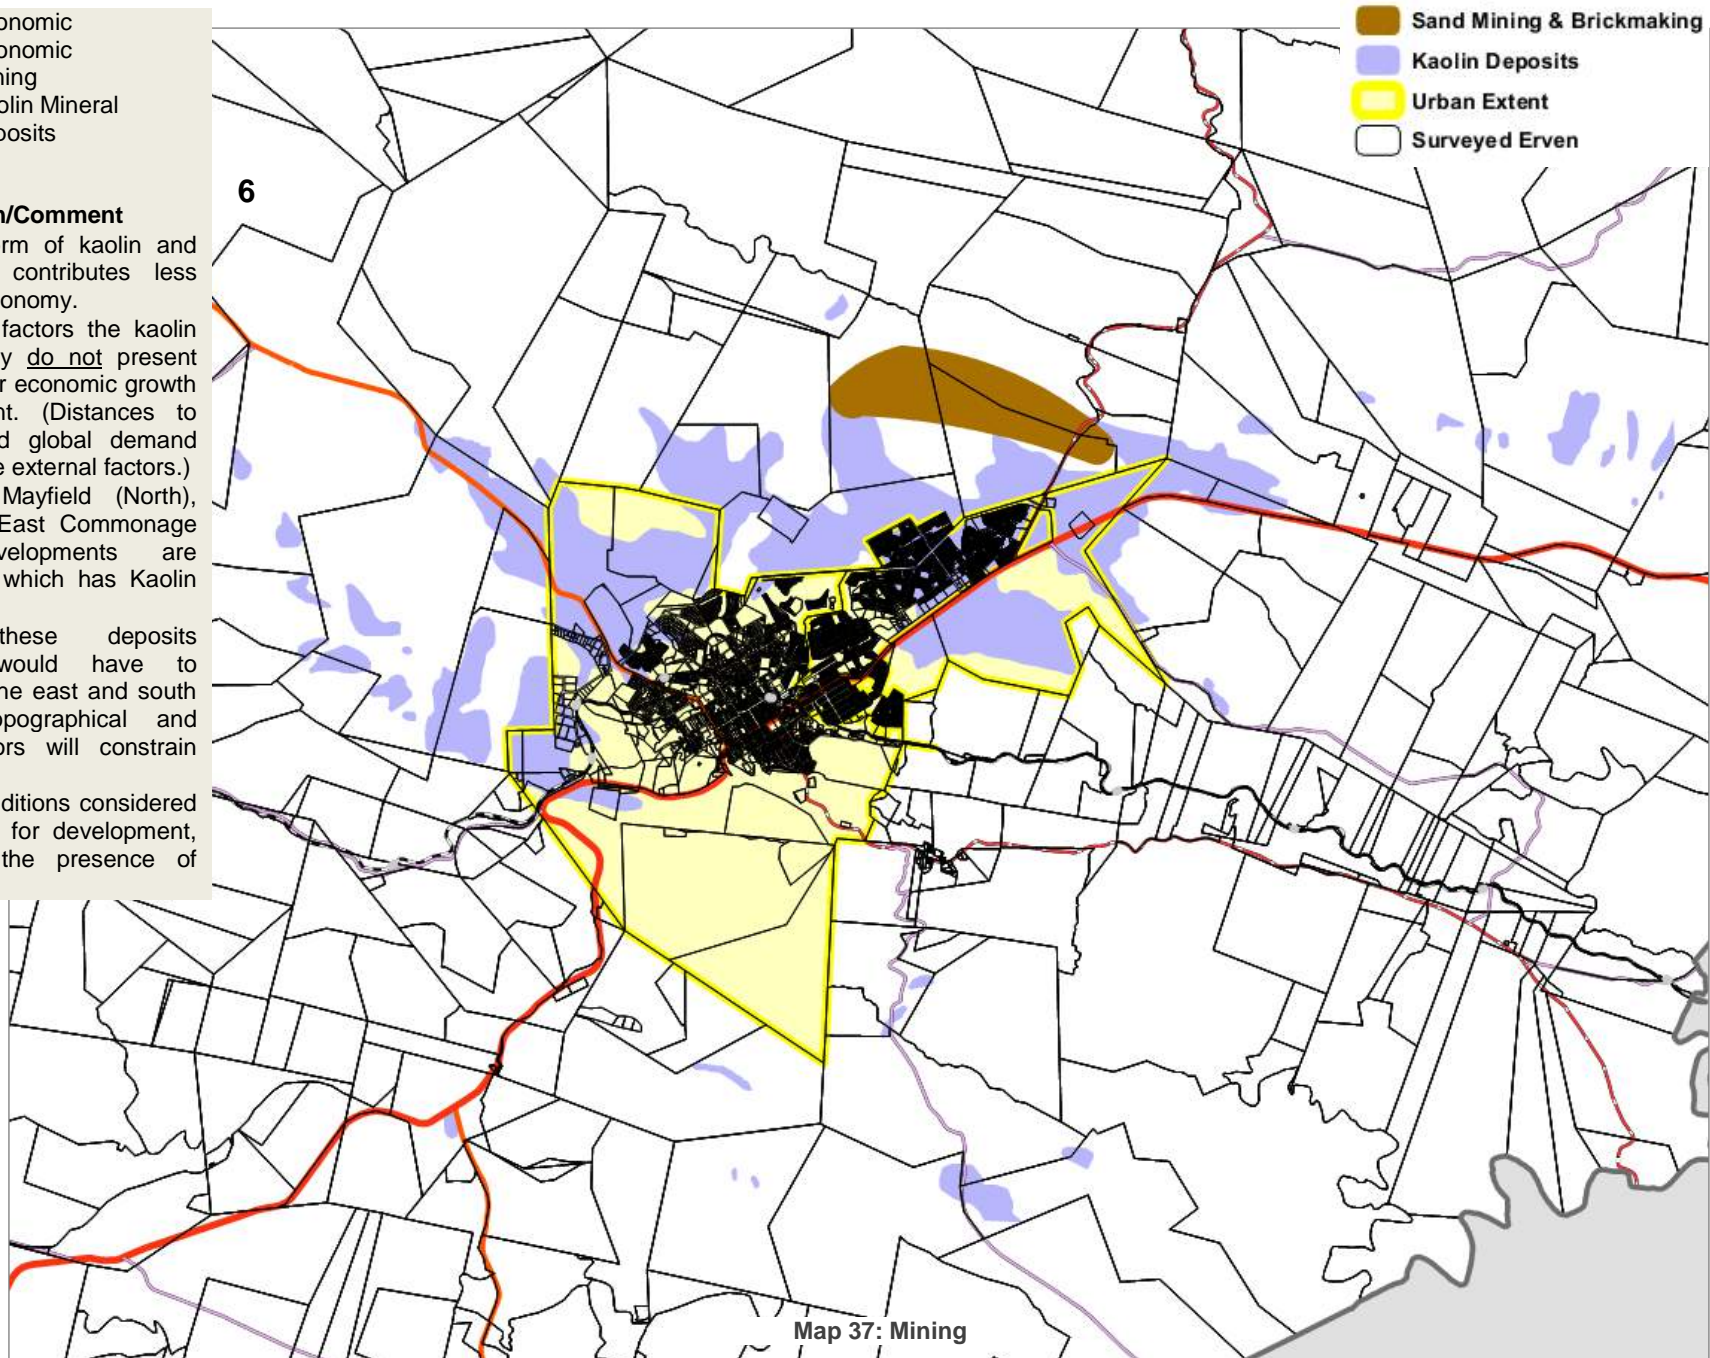 onomic
onomic
ning
olin Mineral
posits
n/Comment
orm of kaolin and
contributes less
onomy.
factors the kaolin
y do not present
r economic growth
nt. (Distances to
d global demand
e external factors.)
Mayfield (North),
East Commonage
velopments are
which has Kaolin
these deposits
would have to
he east and south
opographical and
ors will constrain
ditions considered
for development,
the presence of
6
Sand Mining & Brickmaking
Kaolin Deposits
Urban Extent
Surveyed Erven
Map 37: Mining